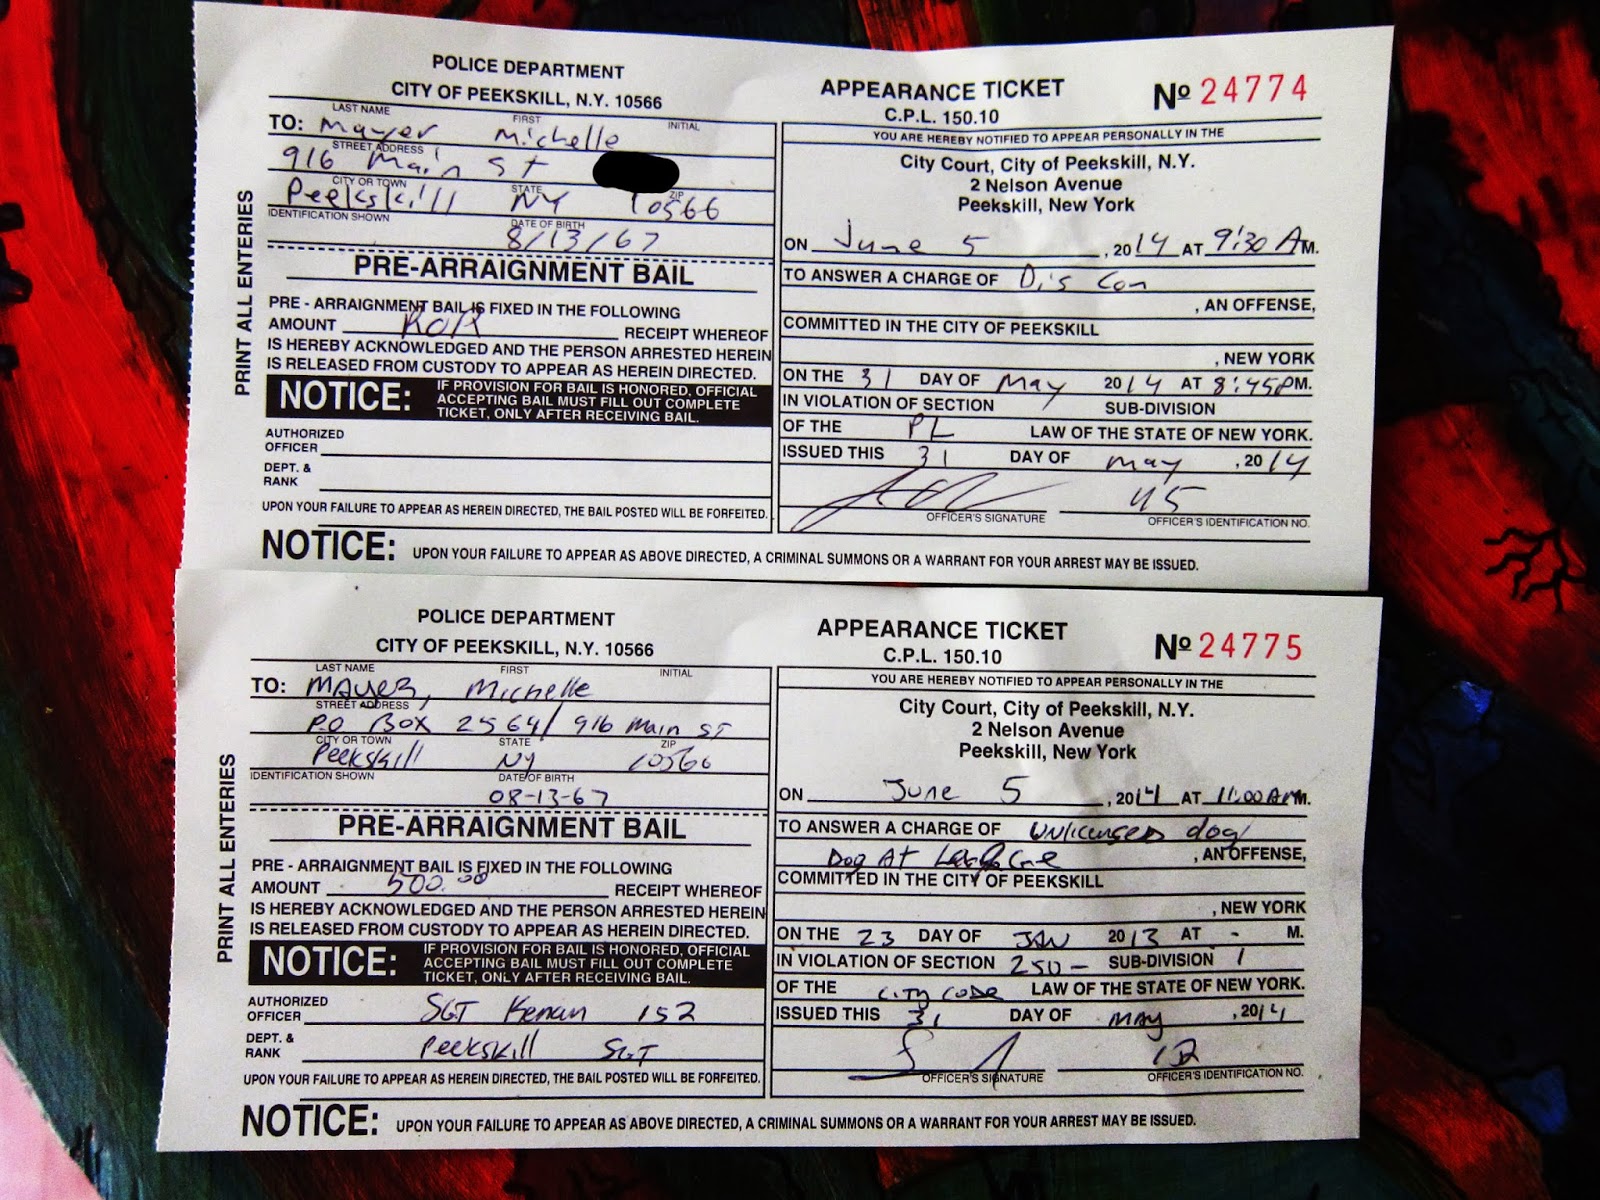 POLICE DEPARTMENT
CITY OF PEEKSKILL, N.Y. 10566
LAST NAME FIRST INITIAL
TO: Mayer Michelle
STREET ADDRESS
916 Main St
CITY OR TOWN STATE ZIP
Peekskill NY 10566
IDENTIFICATION SHOWN DATE OF BIRTH
8/13/67
PRE-ARRAIGNMENT BAIL
PRE - ARRAIGNMENT BAIL IS FIXED IN THE FOLLOWING
AMOUNT ROR RECEIPT WHEREOF
IS HEREBY ACKNOWLEDGED AND THE PERSON ARRESTED HEREIN
IS RELEASED FROM CUSTODY TO APPEAR AS HEREIN DIRECTED.
NOTICE: IF PROVISION FOR BAIL IS HONORED, OFFICIAL
ACCEPTING BAIL MUST FILL OUT COMPLETE
TICKET, ONLY AFTER RECEIVING BAIL.
AUTHORIZED
OFFICER
DEPT. &
RANK
UPON YOUR FAILURE TO APPEAR AS HEREIN DIRECTED, THE BAIL POSTED WILL BE FORFEITED.
PRINT ALL ENTERIES
APPEARANCE TICKET Nº 24774
C.P.L. 150.10
YOU ARE HEREBY NOTIFIED TO APPEAR PERSONALLY IN THE
City Court, City of Peekskill, N.Y.
2 Nelson Avenue
Peekskill, New York
ON June 5, 2014 AT 9:30 AM.
TO ANSWER A CHARGE OF Dis Con
, AN OFFENSE,
COMMITTED IN THE CITY OF PEEKSKILL
, NEW YORK
ON THE 31 DAY OF May 2014 AT 8:45PM.
IN VIOLATION OF SECTION SUB-DIVISION
OF THE PL LAW OF THE STATE OF NEW YORK.
ISSUED THIS 31 DAY OF May, 2014
45
OFFICER'S SIGNATURE OFFICER'S IDENTIFICATION NO.
NOTICE: UPON YOUR FAILURE TO APPEAR AS ABOVE DIRECTED, A CRIMINAL SUMMONS OR A WARRANT FOR YOUR ARREST MAY BE ISSUED.
POLICE DEPARTMENT
CITY OF PEEKSKILL, N.Y. 10566
LAST NAME FIRST INITIAL
TO: MAYER, Michelle
STREET ADDRESS
P.O BOX 2564/ 916 Main ST
CITY OR TOWN STATE ZIP
Peekskill NY 10566
IDENTIFICATION SHOWN DATE OF BIRTH
08-13-67
PRE-ARRAIGNMENT BAIL
PRE - ARRAIGNMENT BAIL IS FIXED IN THE FOLLOWING
AMOUNT 500.00 RECEIPT WHEREOF
IS HEREBY ACKNOWLEDGED AND THE PERSON ARRESTED HEREIN
IS RELEASED FROM CUSTODY TO APPEAR AS HEREIN DIRECTED.
NOTICE: IF PROVISION FOR BAIL IS HONORED, OFFICIAL
ACCEPTING BAIL MUST FILL OUT COMPLETE
TICKET, ONLY AFTER RECEIVING BAIL.
AUTHORIZED
OFFICER SGT Kenan 152
DEPT. &
RANK Peekskill SGT
UPON YOUR FAILURE TO APPEAR AS HEREIN DIRECTED, THE BAIL POSTED WILL BE FORFEITED.
PRINT ALL ENTERIES
APPEARANCE TICKET Nº 24775
C.P.L. 150.10
YOU ARE HEREBY NOTIFIED TO APPEAR PERSONALLY IN THE
City Court, City of Peekskill, N.Y.
2 Nelson Avenue
Peekskill, New York
ON June 5, 2014 AT 11:00 AM.
TO ANSWER A CHARGE OF unlicensed dog
Dog At , AN OFFENSE,
COMMITTED IN THE CITY OF PEEKSKILL
, NEW YORK
ON THE 23 DAY OF JAN 2013 AT - M.
IN VIOLATION OF SECTION 250- SUB-DIVISION 1
OF THE CITY CODE LAW OF THE STATE OF NEW YORK.
ISSUED THIS 31 DAY OF MAY, 2014
OFFICER'S SIGNATURE OFFICER'S IDENTIFICATION NO.
NOTICE: UPON YOUR FAILURE TO APPEAR AS ABOVE DIRECTED, A CRIMINAL SUMMONS OR A WARRANT FOR YOUR ARREST MAY BE ISSUED.